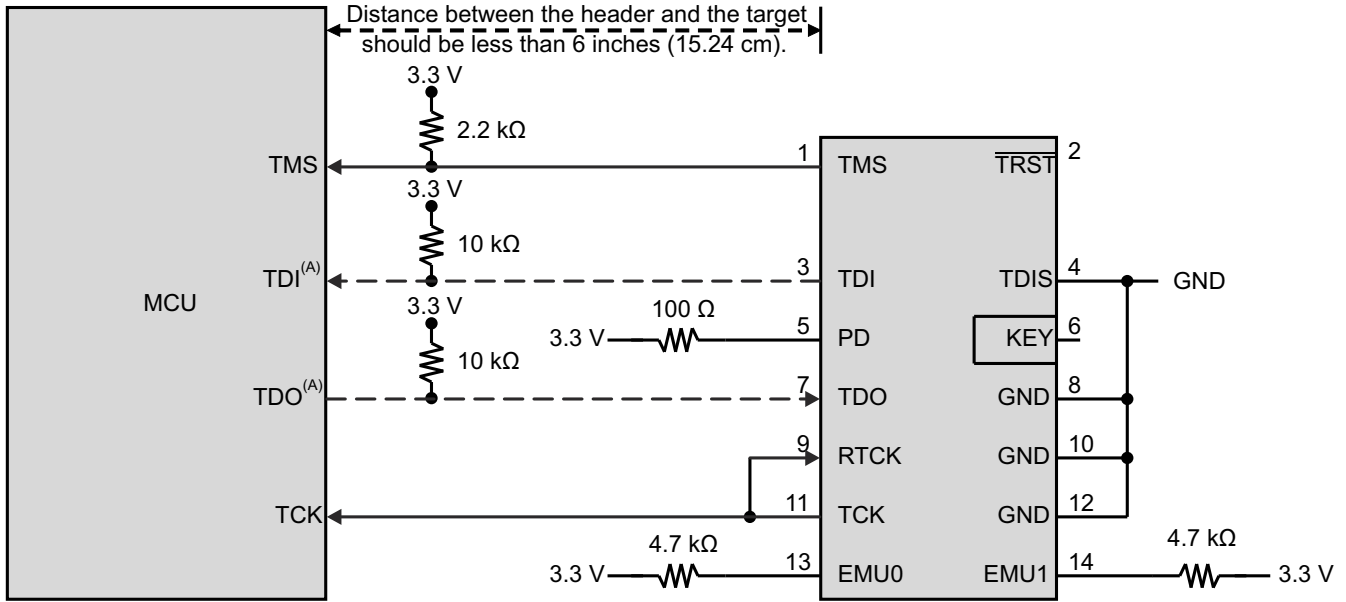 Distance between the header and the target
should be less than 6 inches (15.24 cm).
3.3 V
2.2 kΩ
TMS
1
TMS
TRST
2
3.3 V
10 kΩ
TDI(A)
3
TDI
TDIS
4
GND
MCU
3.3 V
100 Ω
3.3 V
5
PD
KEY
6
10 kΩ
TDO(A)
7
TDO
GND
8
9
RTCK
GND
10
TCK
11
TCK
GND
12
4.7 kΩ
3.3 V
13
EMU0
EMU1
14
4.7 kΩ
3.3 V